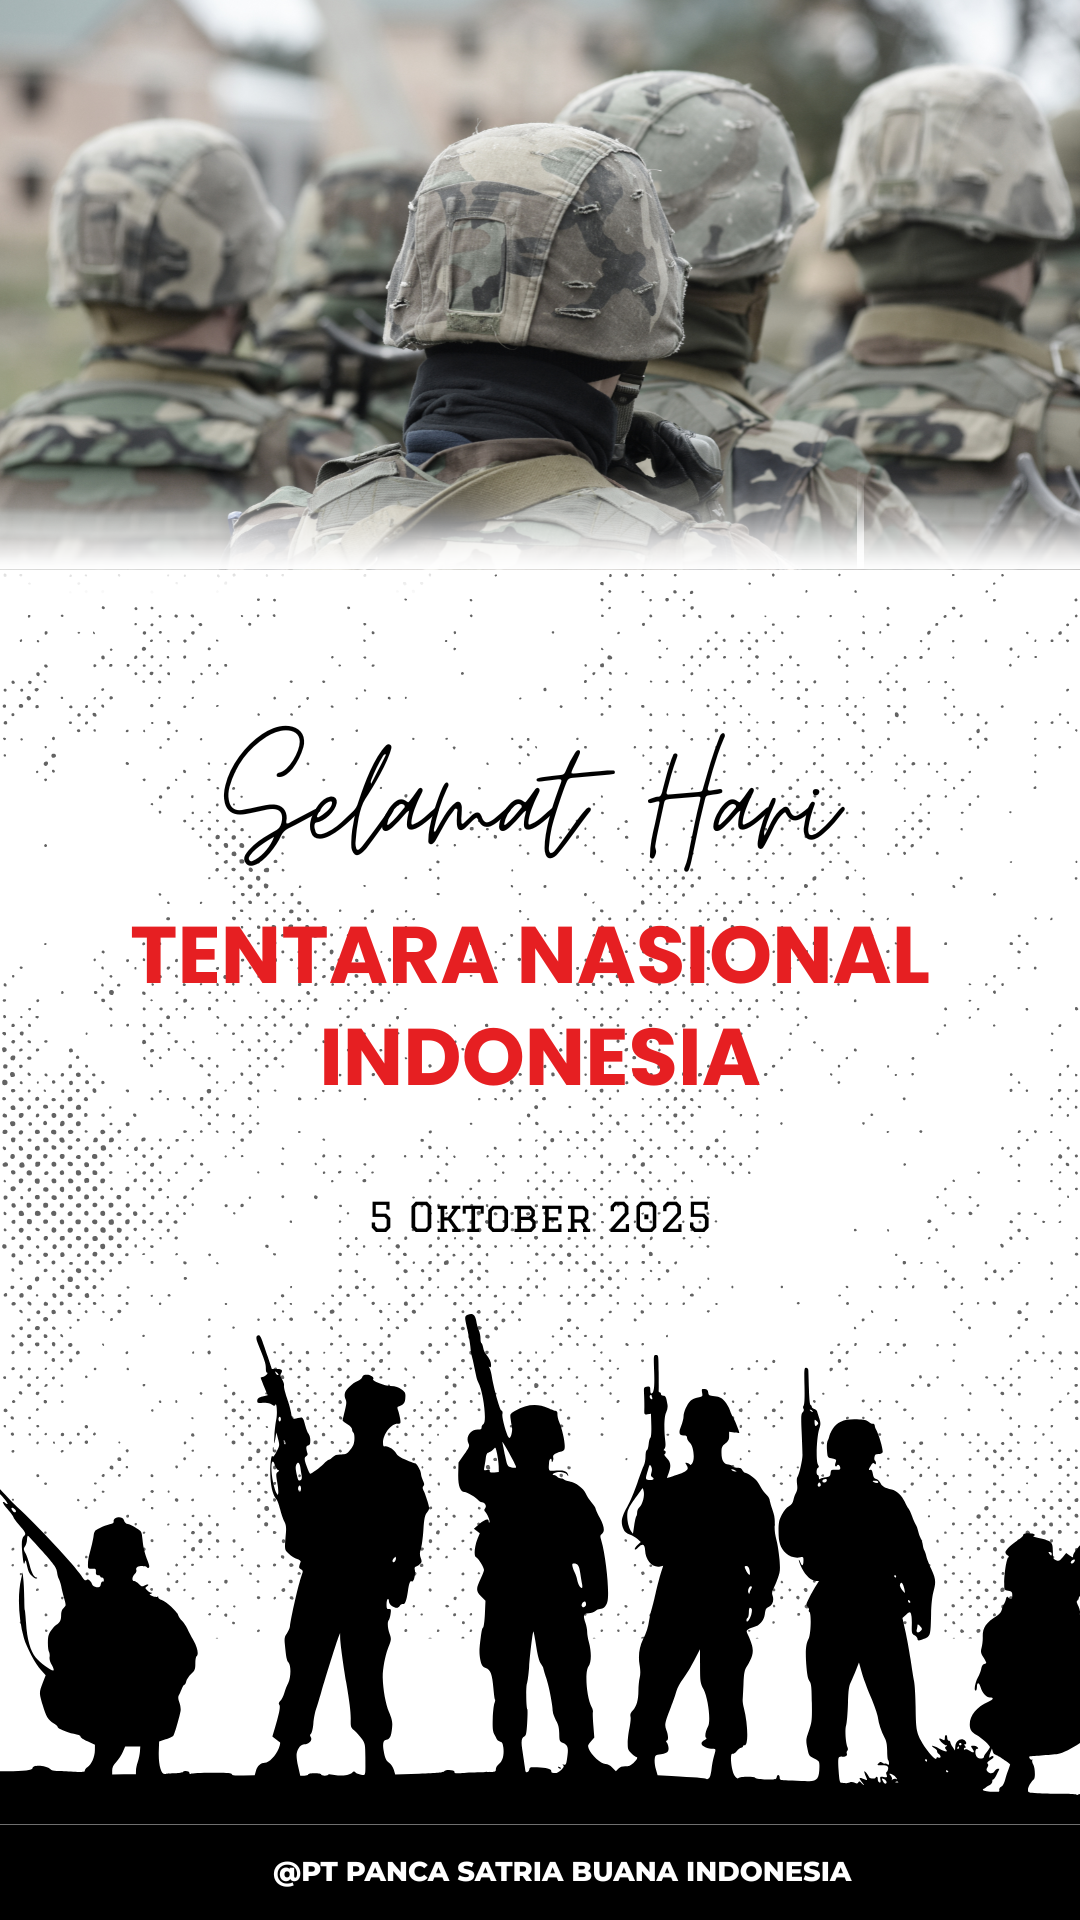 Selamat Hari
TENTARA NASIONAL
INDONESIA
5 Oktober 2025
@PT PANCA SATRIA BUANA INDONESIA